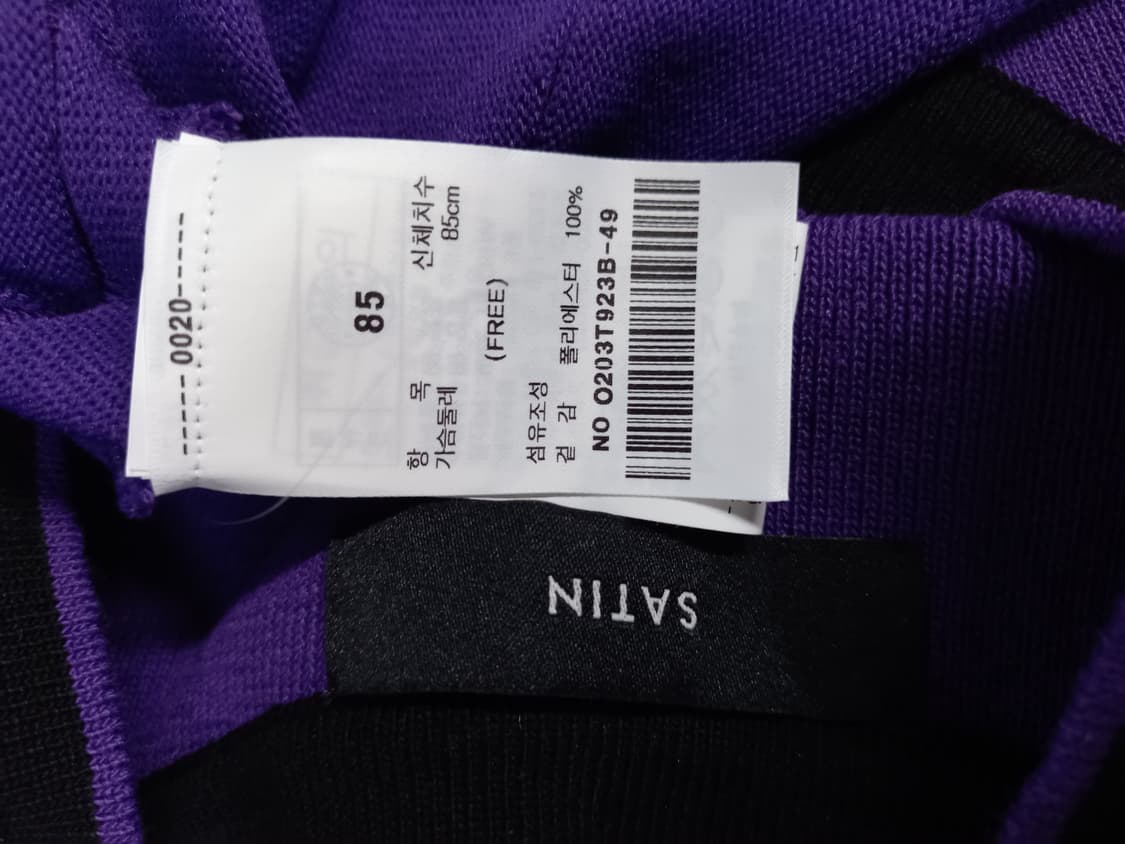 -----0020-----
85
항 목 신체치수
가슴둘레 85cm
(FREE)
섬유조성
겉 감 폴리에스터 100%
NO O203T923B-49
SATIN